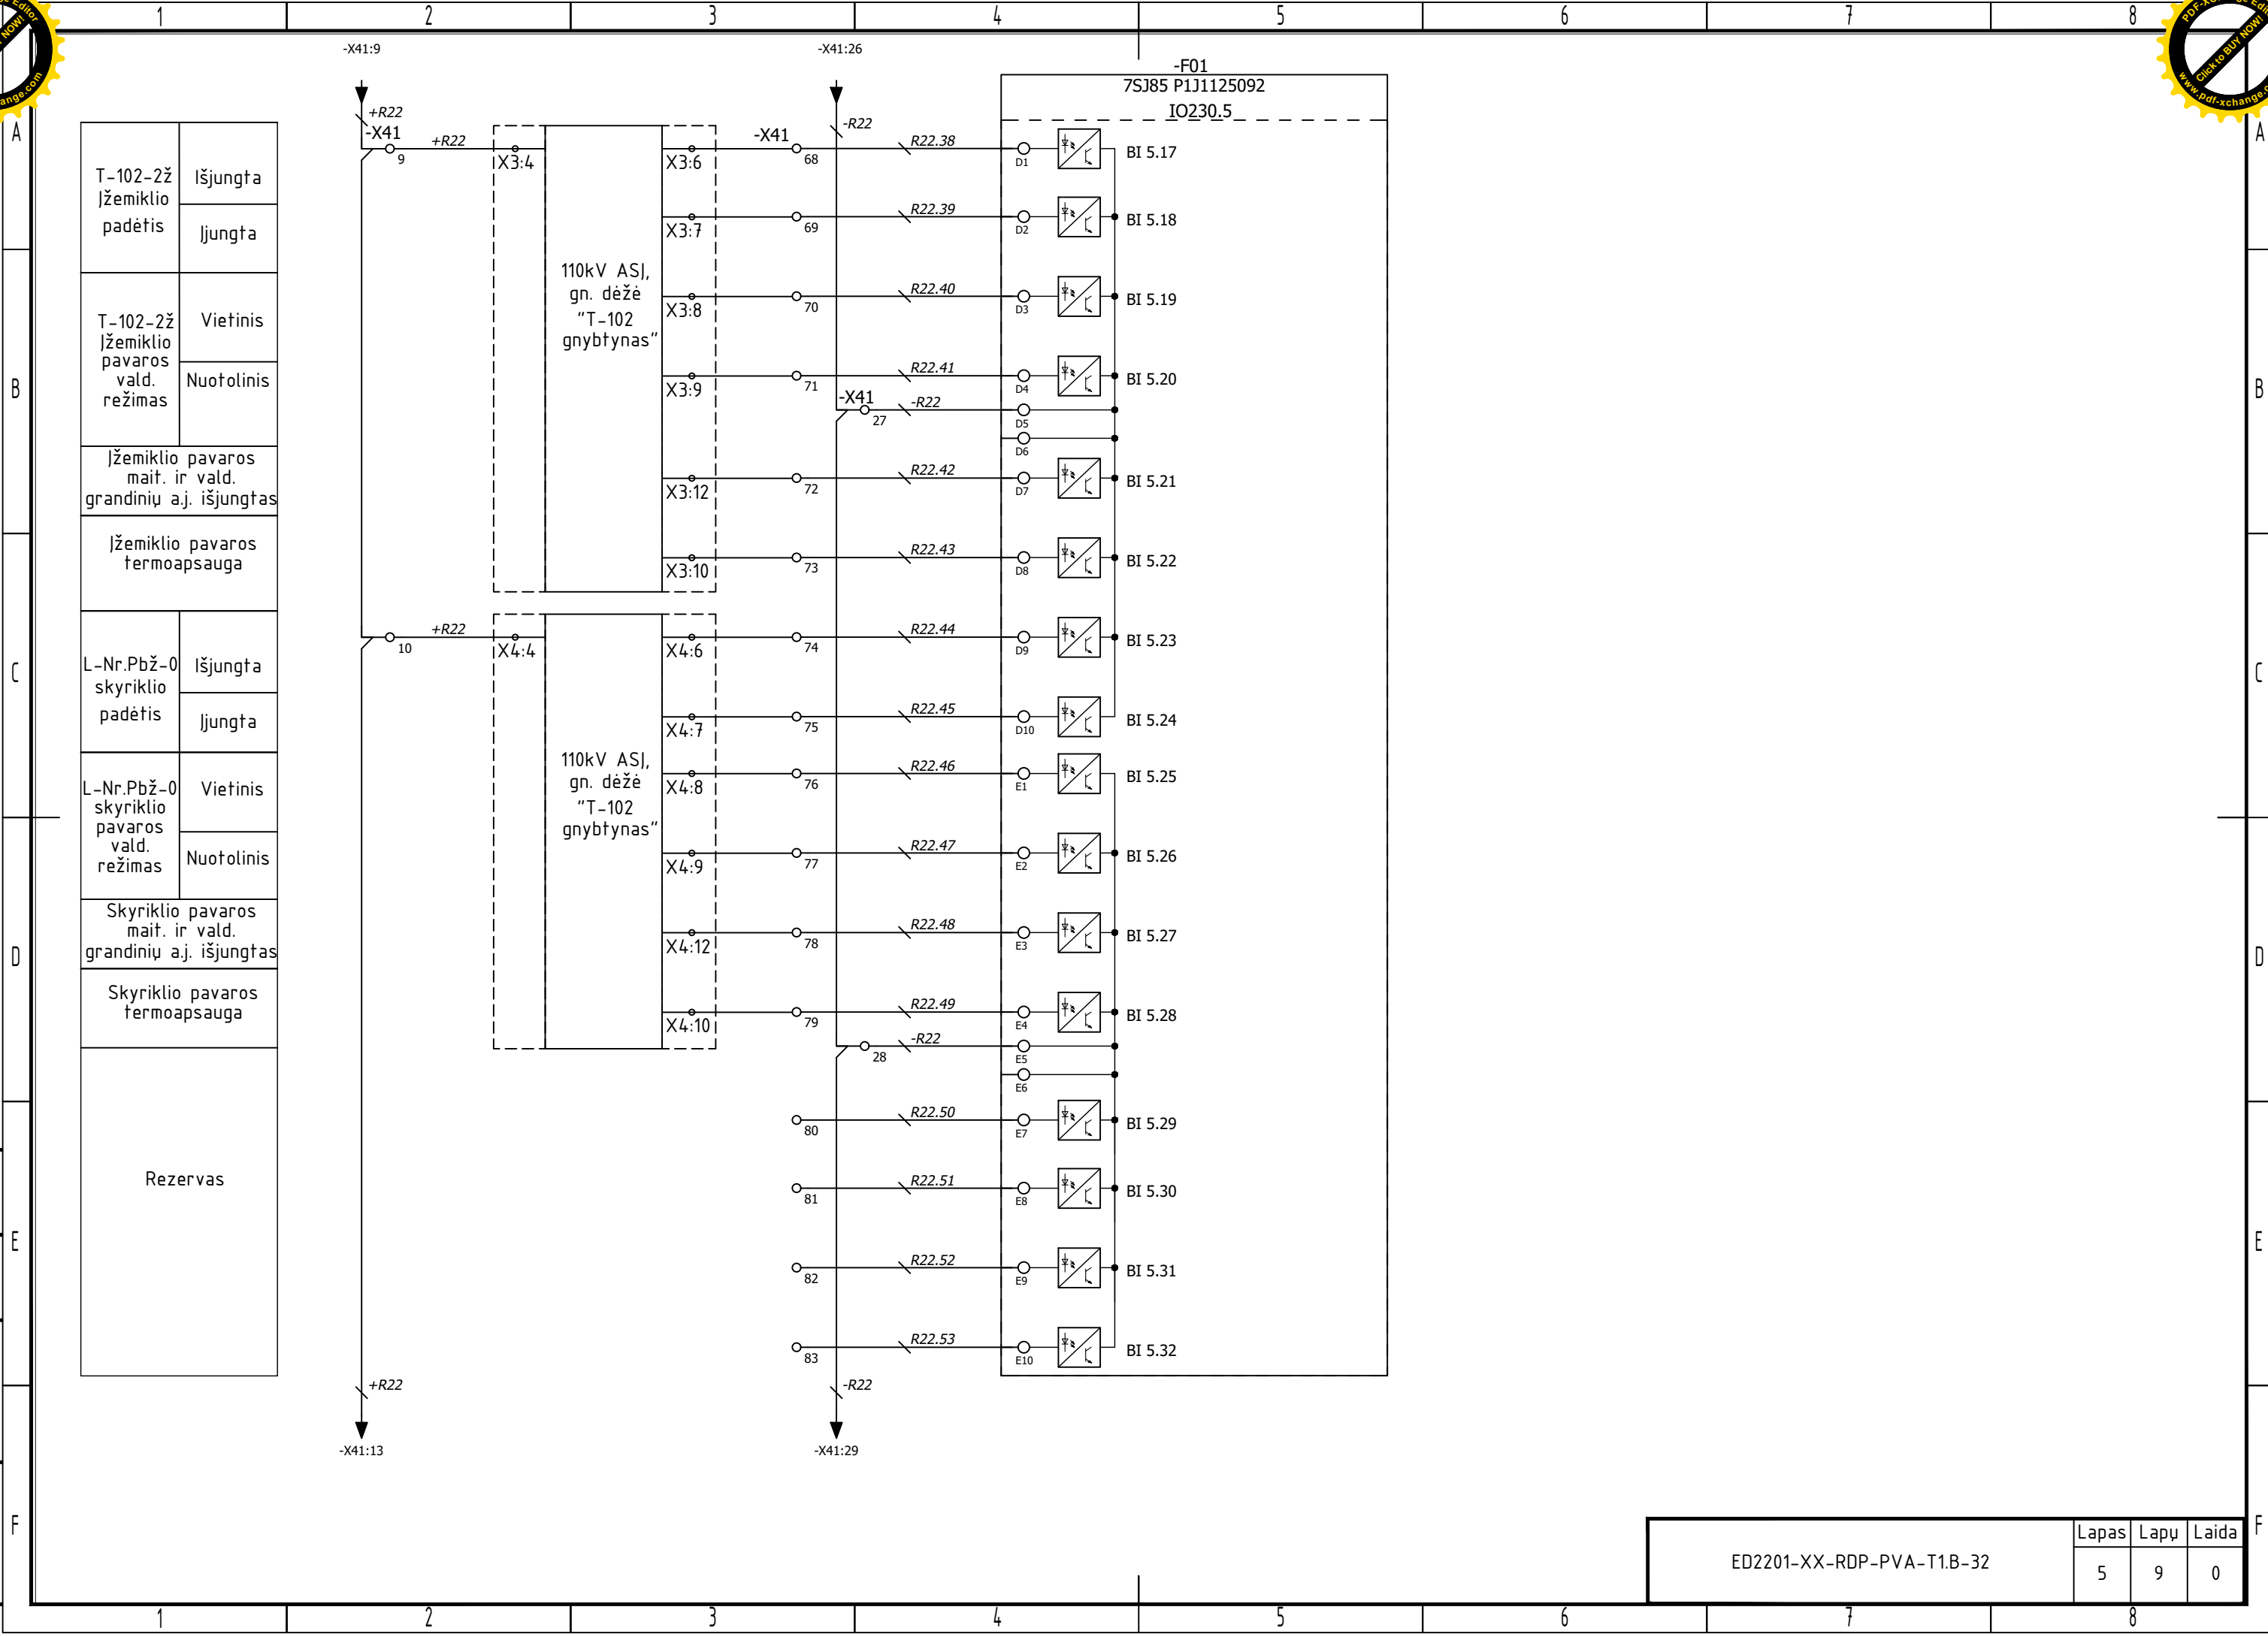 1 2 3 4 5 6 7 8
-X41:9
-X41:26
-F01
7SJ85 P1J1125092
IO230.5
A
A
B
B
C
C
D
D
E
E
F
F
T-102-2ž
Įžemiklio
padėtis
Išjungta
Įjungta
T-102-2ž
Įžemiklio
pavaros
vald.
režimas
Vietinis
Nuotolinis
Įžemiklio pavaros
mait. ir vald.
grandinių a.j. išjungtas
Įžemiklio pavaros
termoapsauga
L-Nr.Pbž-0
skyriklio
padėtis
Išjungta
Įjungta
L-Nr.Pbž-0
skyriklio
pavaros
vald.
režimas
Vietinis
Nuotolinis
Skyriklio pavaros
mait. ir vald.
grandinių a.j. išjungtas
Skyriklio pavaros
termoapsauga
Rezervas
+R22
-X41
9
+R22
X3:4
10
+R22
X4:4
+R22
-X41:13
110kV ASĮ,
gn. dėžė
"T-102
gnybtynas"
110kV ASĮ,
gn. dėžė
"T-102
gnybtynas"
-X41
-R22
X3:6 68 R22.38 D1 BI 5.17
X3:7 69 R22.39 D2 BI 5.18
X3:8 70 R22.40 D3 BI 5.19
X3:9 71 R22.41 D4 BI 5.20
-X41
27 -R22 D5
D6
X3:12 72 R22.42 D7 BI 5.21
X3:10 73 R22.43 D8 BI 5.22
X4:6 74 R22.44 D9 BI 5.23
X4:7 75 R22.45 D10 BI 5.24
X4:8 76 R22.46 E1 BI 5.25
X4:9 77 R22.47 E2 BI 5.26
X4:12 78 R22.48 E3 BI 5.27
X4:10 79 R22.49 E4 BI 5.28
28 -R22 E5
E6
80 R22.50 E7 BI 5.29
81 R22.51 E8 BI 5.30
82 R22.52 E9 BI 5.31
83 R22.53 E10 BI 5.32
-R22
-X41:29
ED2201-XX-RDP-PVA-T1.B-32
Lapas Lapų Laida
5 9 0
1 2 3 4 5 6 7 8
Click to BUY NOW!